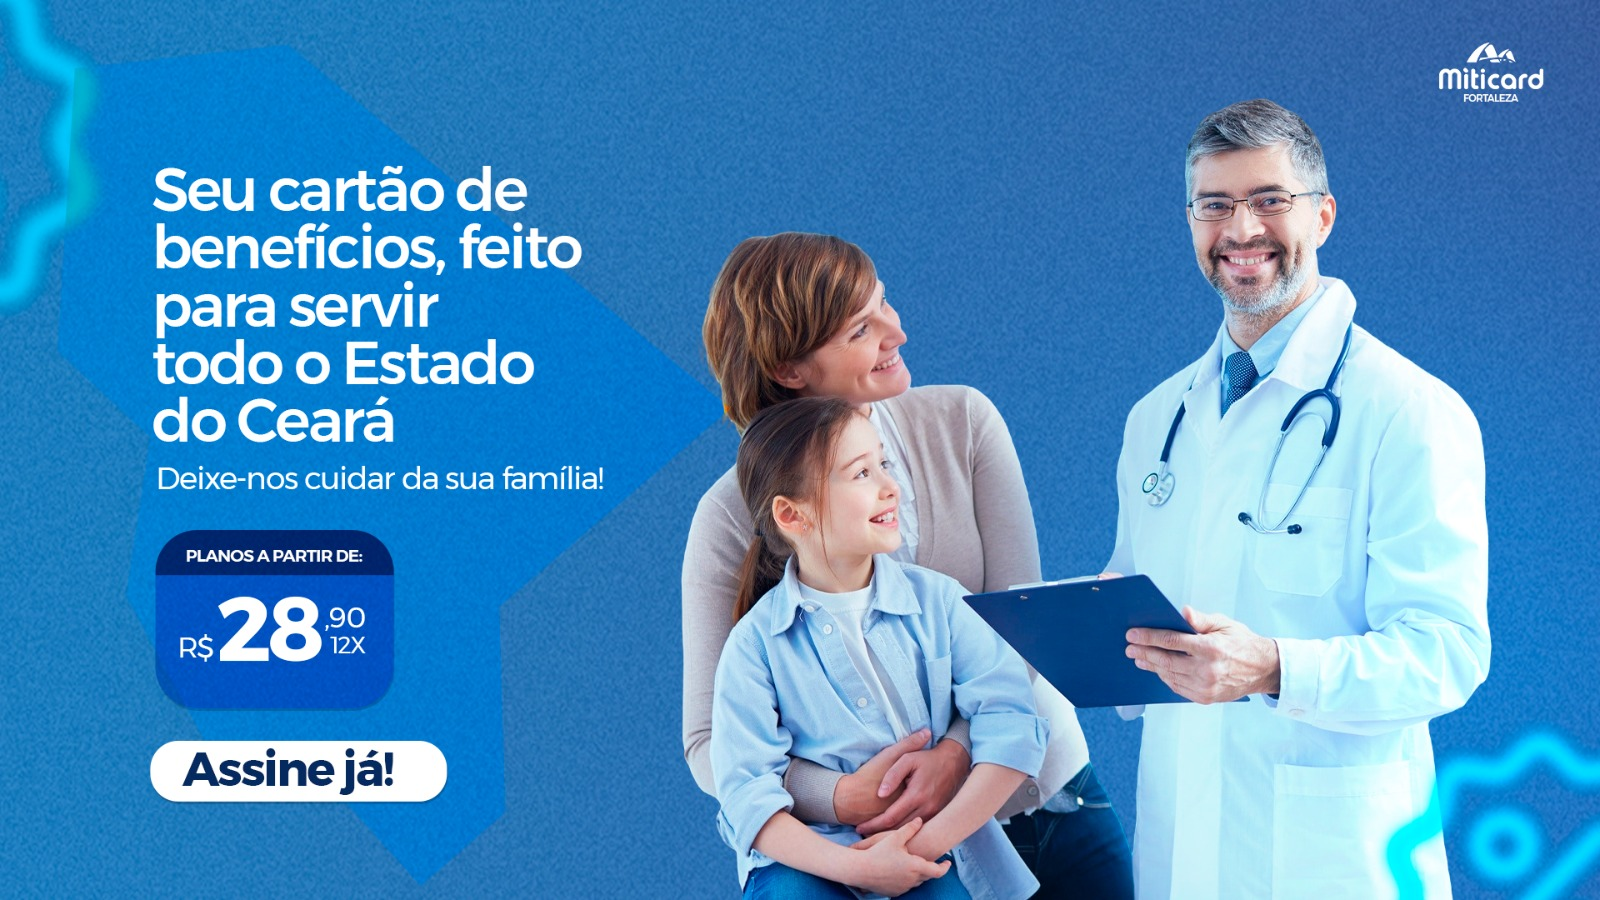 Miticard
FORTALEZA
Seu cartão de
benefícios, feito
para servir
todo o Estado
do Ceará
Deixe-nos cuidar da sua família!
PLANOS A PARTIR DE:
R$ 28,90
12X
Assine já!